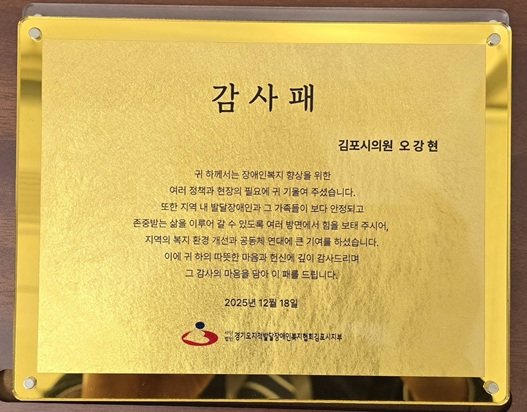 감사패
김포시의원 오강현
귀 하께서는 장애인복지 향상을 위한
여러 정책과 현장의 필요에 귀 기울여 주셨습니다.
또한 지역 내 발달장애인과 그 가족들이 보다 안정되고
존중받는 삶을 이루어 갈 수 있도록 여러 방면에서 힘을 보태 주시어,
지역의 복지 환경 개선과 공동체 연대에 큰 기여를 하셨습니다.
이에 귀 하의 따뜻한 마음과 헌신에 깊이 감사드리며
그 감사의 마음을 담아 이 패를 드립니다.
2025년 12월 18일
사단법인 경기도지적발달장애인복지협회김포시지부